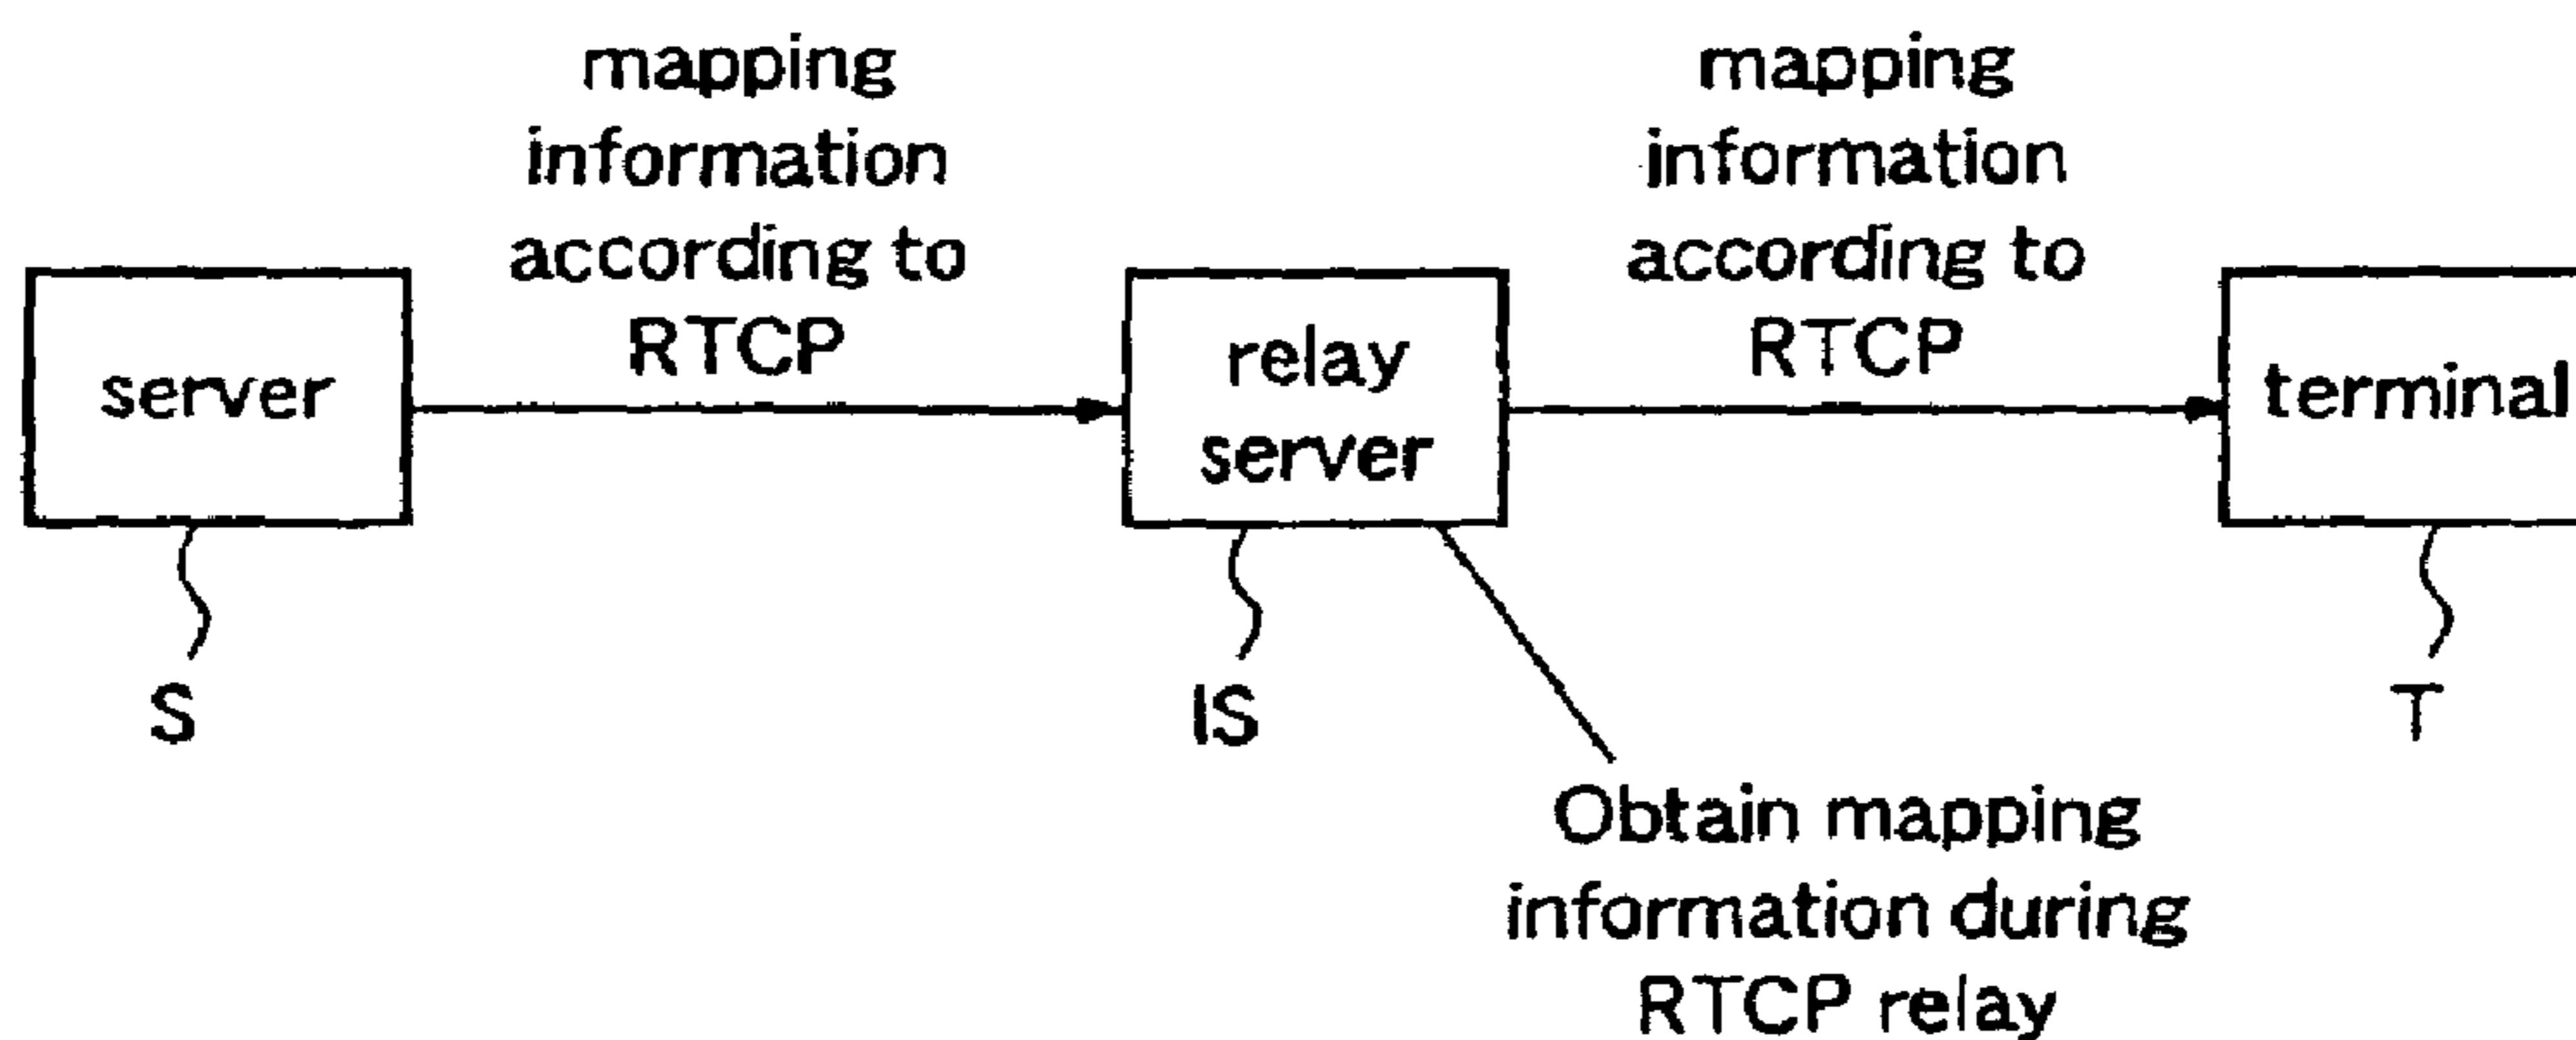 mapping
information
according to
RTCP
mapping
information
according to
RTCP
server
relay
server
terminal
S
IS
T
Obtain mapping
information during
RTCP relay